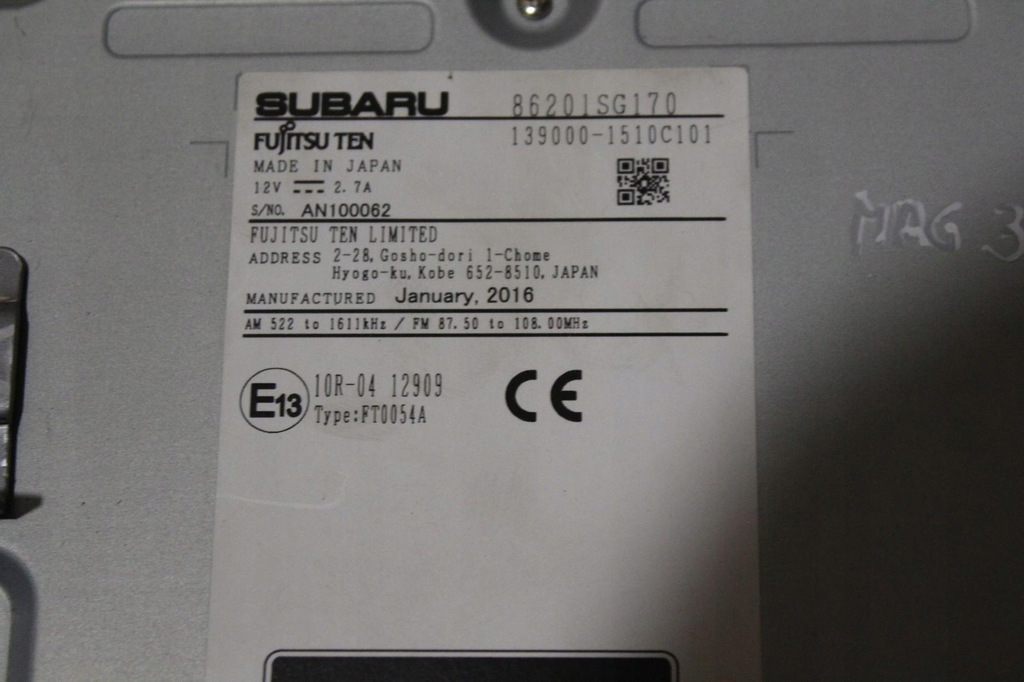 SUBARU 86201SG170
FUJITSU TEN 139000-1510C101
MADE IN JAPAN
12V 2.7A
S/NO. AN100062
FUJITSU TEN LIMITED
ADDRESS 2-28, Gosho-dori 1-Chome
Hyogo-ku, Kobe 652-8510, JAPAN
MANUFACTURED January, 2016
AM 522 to 1611kHz / FM 87.50 to 108.00MHz
E13 10R-04 12909
Type:FT0054A
CE
MAG 3